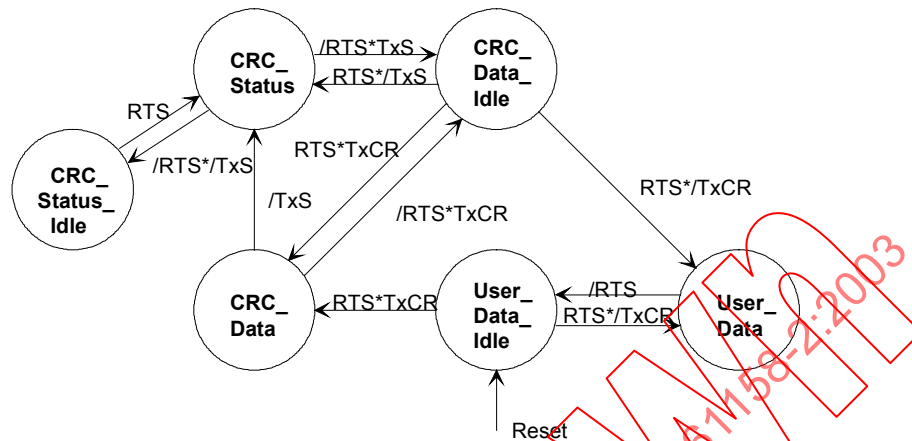 /RTS*TxS
CRC_
Status
CRC_
Data_
Idle
RTS*/TxS
RTS
RTS*TxCR
/RTS*/TxS
CRC_
Status_
Idle
/TxS
/RTS*TxCR
RTS*/TxCR
CRC_
Data
RTS*TxCR
User_
Data_
Idle
/RTS
RTS*/TxCR
User_
Data
Reset
61158-2:2003